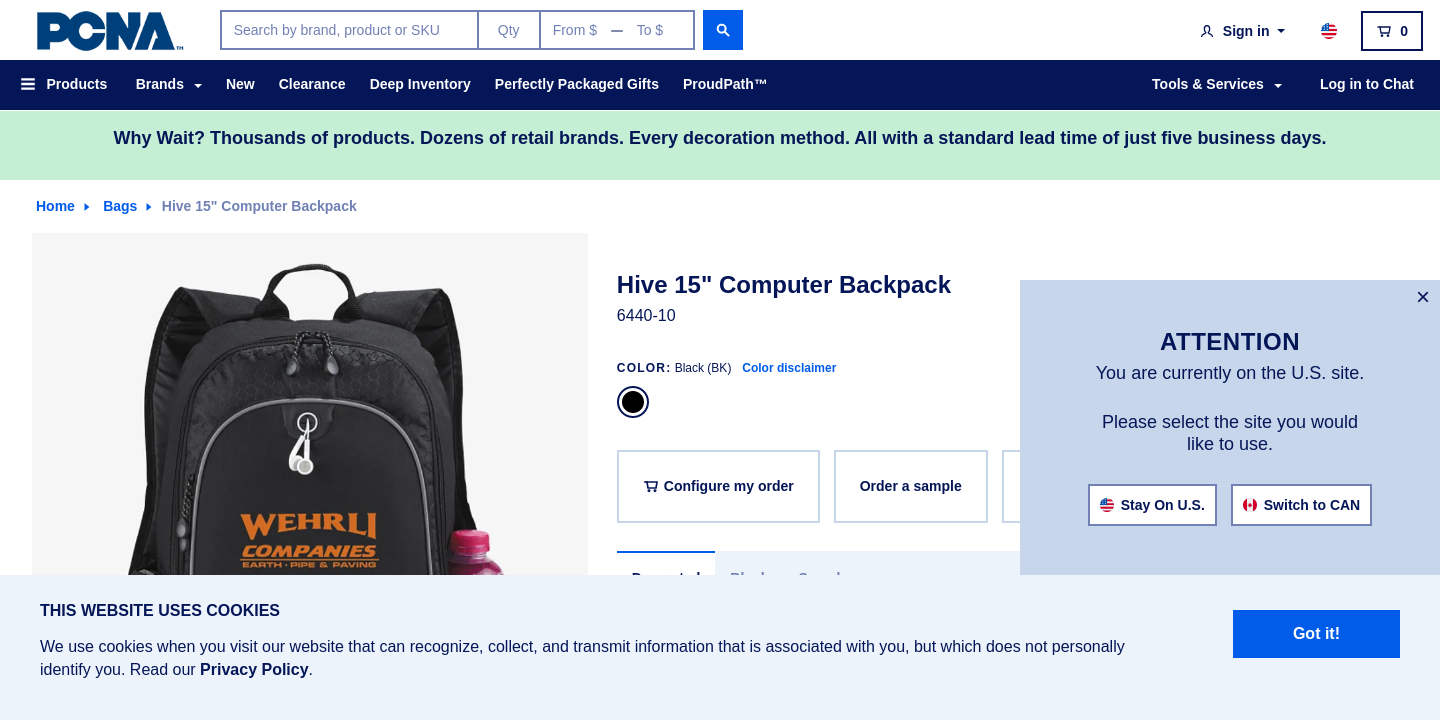 PCNA™
Search by brand, product or SKU
Qty
From $ — To $
Sign in
0
Products
Brands
New
Clearance
Deep Inventory
Perfectly Packaged Gifts
ProudPath™
Tools & Services
Log in to Chat
Why Wait? Thousands of products. Dozens of retail brands. Every decoration method. All with a standard lead time of just five business days.
Home
Bags
Hive 15" Computer Backpack
WEHRLI
COMPANIES
EARTH · PIPE & PAVING
Hive 15" Computer Backpack
6440-10
COLOR: Black (BK) Color disclaimer
Configure my order
Order a sample
×
ATTENTION
You are currently on the U.S. site.
Please select the site you would
like to use.
Stay On U.S.
Switch to CAN
THIS WEBSITE USES COOKIES
We use cookies when you visit our website that can recognize, collect, and transmit information that is associated with you, but which does not personally
identify you. Read our Privacy Policy.
Got it!